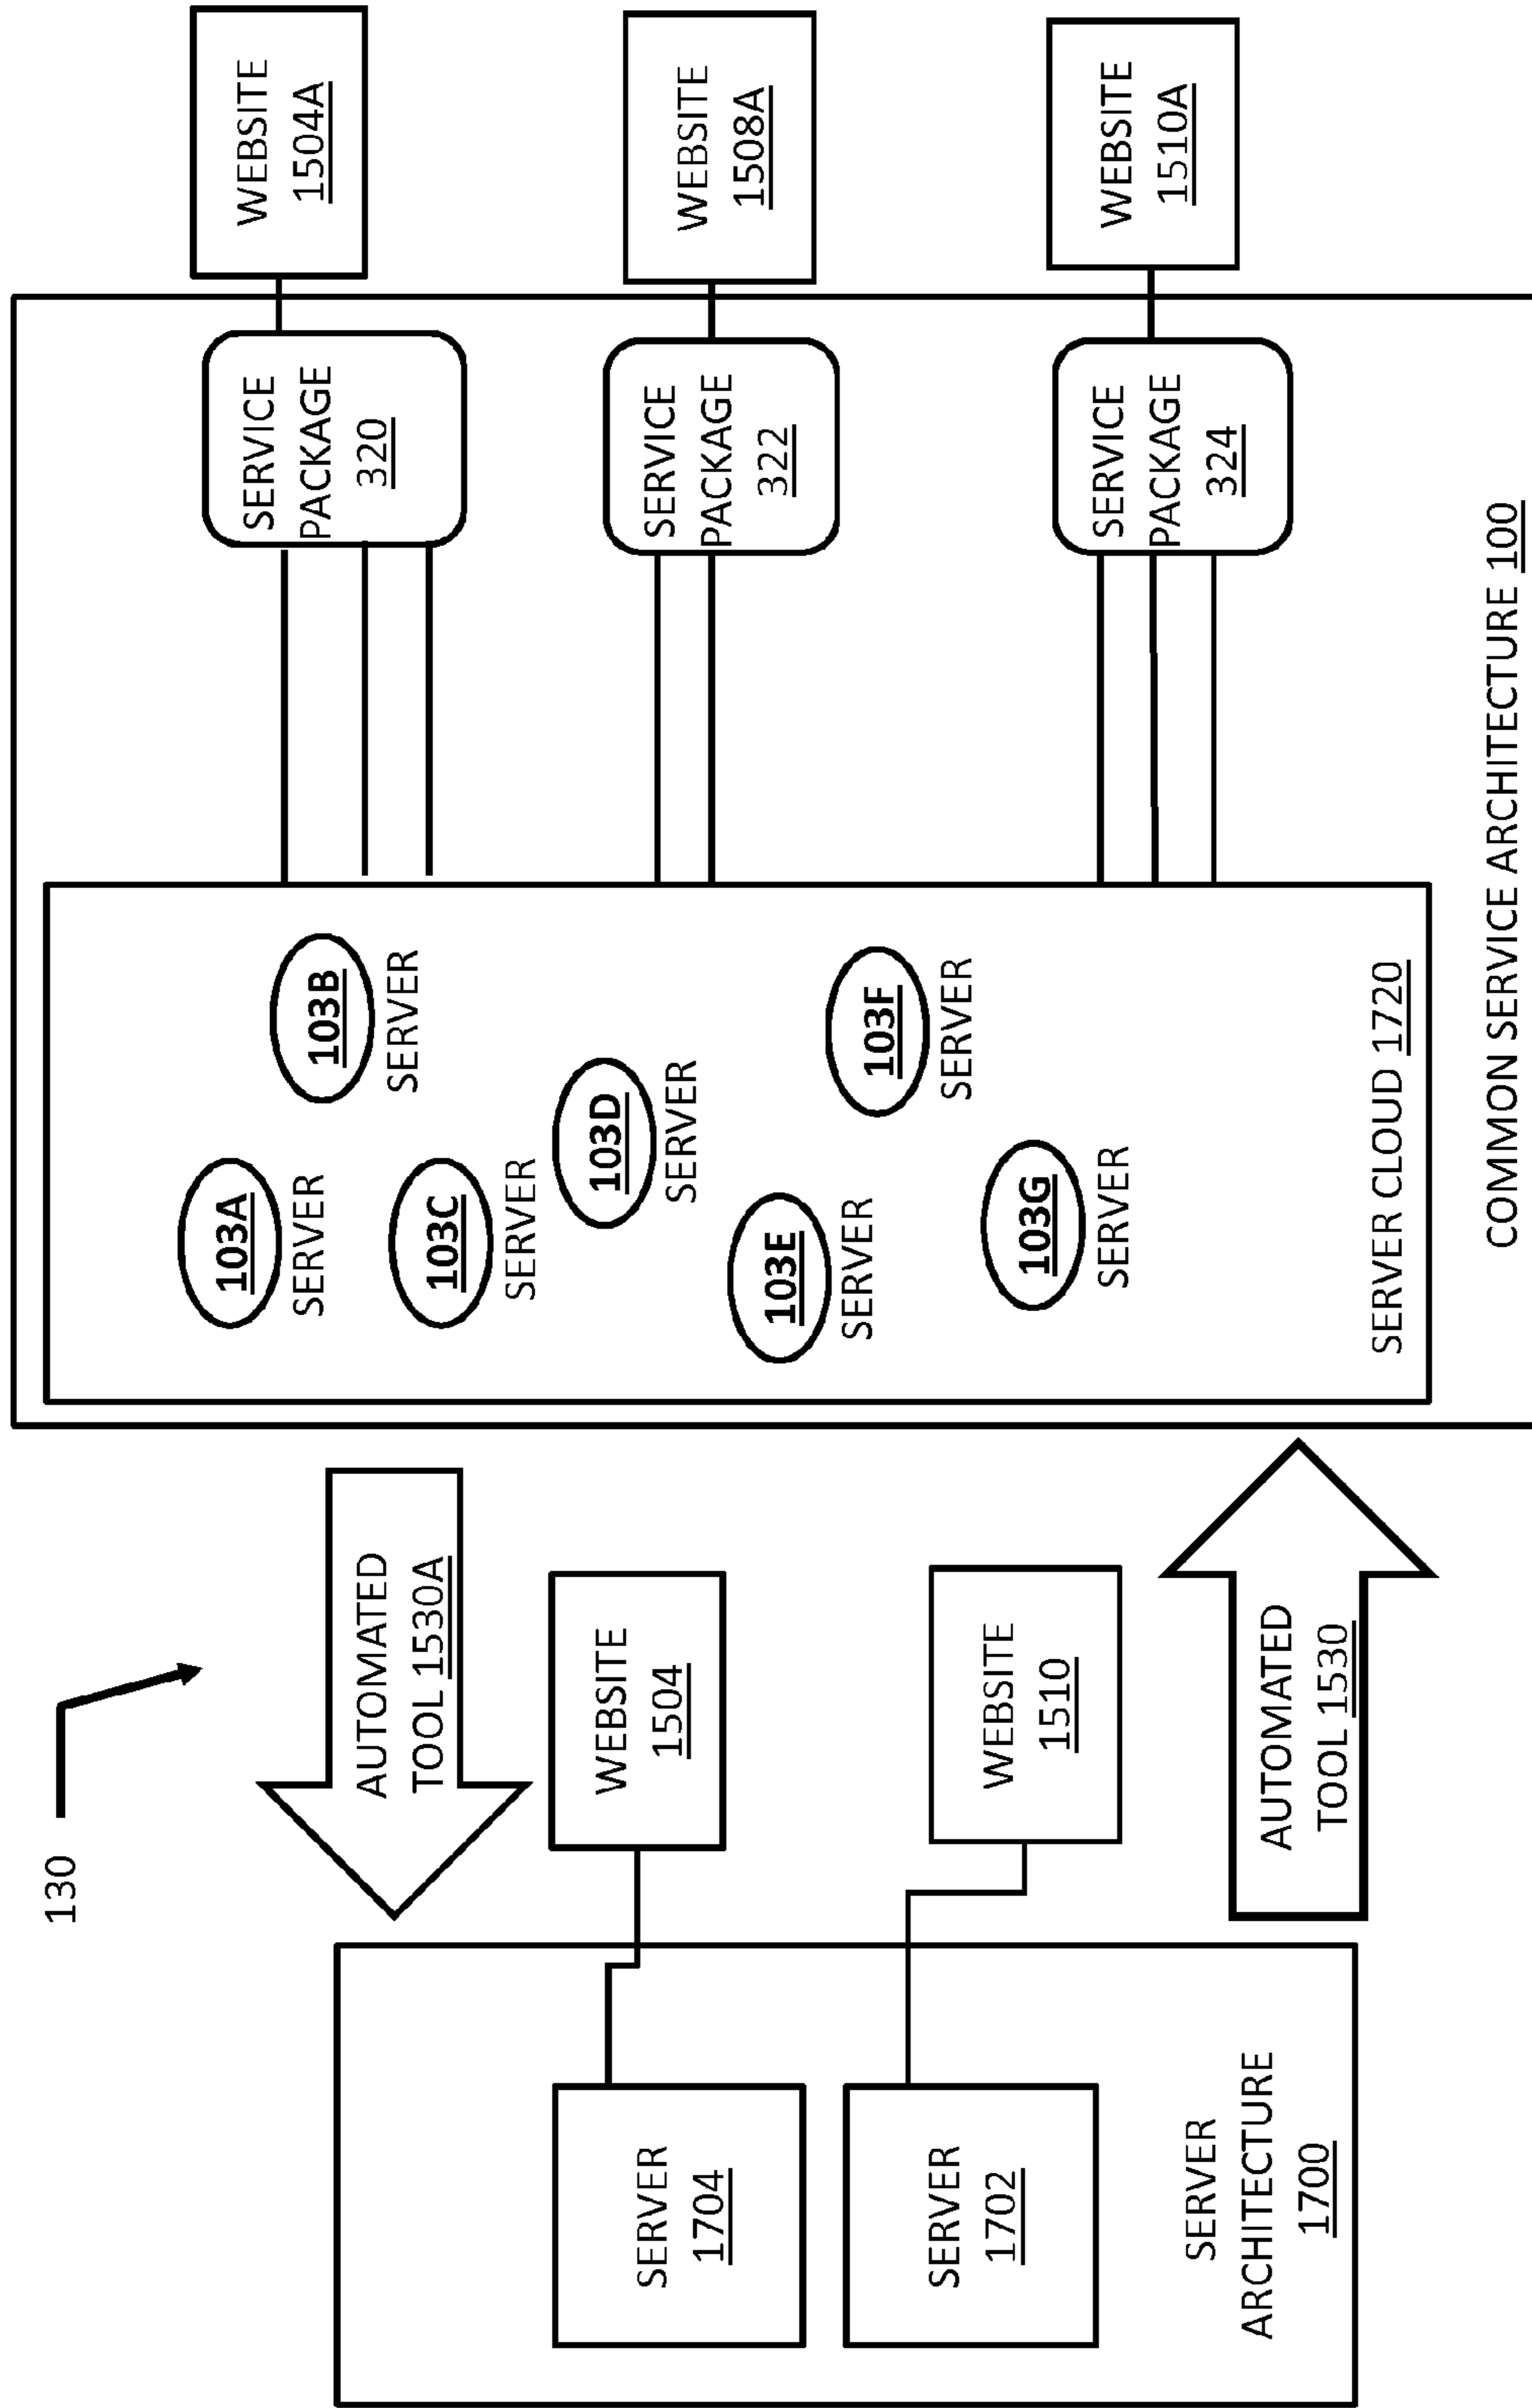 130
SERVER
1704
SERVER
1702
SERVER
ARCHITECTURE
1700
AUTOMATED
TOOL 1530A
WEBSITE
1504
WEBSITE
1510
AUTOMATED
TOOL 1530
103A
SERVER
103B
SERVER
103C
SERVER
103D
SERVER
103E
SERVER
103F
SERVER
103G
SERVER
SERVER CLOUD 1720
SERVICE
PACKAGE
320
SERVICE
PACKAGE
322
SERVICE
PACKAGE
324
COMMON SERVICE ARCHITECTURE 100
WEBSITE
1504A
WEBSITE
1508A
WEBSITE
1510A